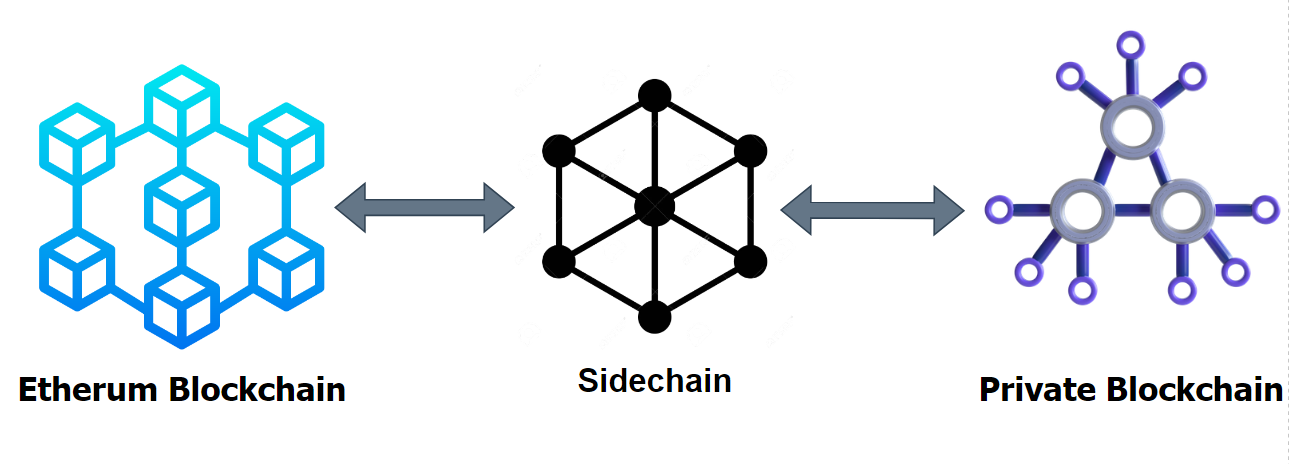 Etherum Blockchain
Sidechain
Private Blockchain